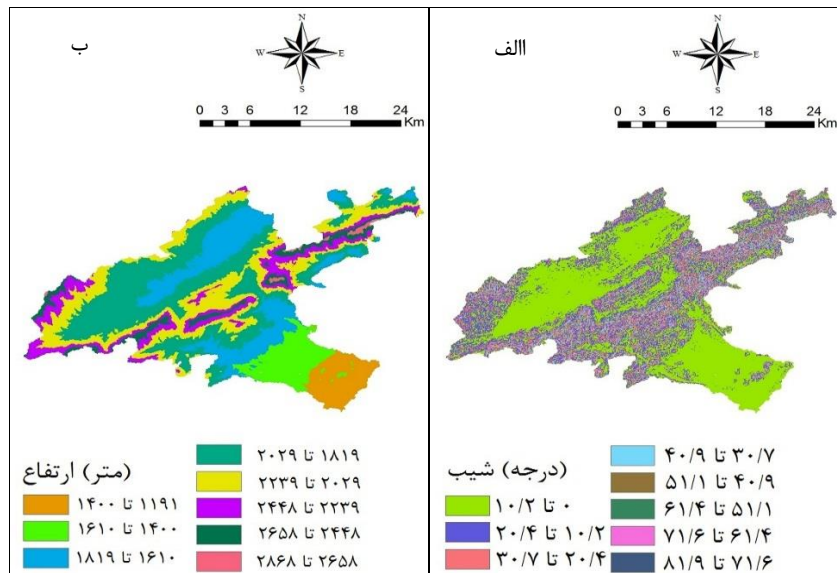 االف
N
W E
S
0 3 6 12 18 24
Km
(درجه) شیب
۰ تا ۱۰/۲
۱۰/۲ تا ۲۰/۴
۲۰/۴ تا ۳۰/۷
۳۰/۷ تا ۴۰/۹
۴۰/۹ تا ۵۱/۱
۵۱/۱ تا ۶۱/۴
۶۱/۴ تا ۷۱/۶
۷۱/۶ تا ۸۱/۹
ب
N
W E
S
0 3 6 12 18 24
Km
(متر) ارتفاع
۱۱۹۱ تا ۱۴۰۰
۱۴۰۰ تا ۱۶۱۰
۱۶۱۰ تا ۱۸۱۹
۱۸۱۹ تا ۲۰۲۹
۲۰۲۹ تا ۲۲۳۹
۲۲۳۹ تا ۲۴۴۸
۲۴۴۸ تا ۲۶۵۸
۲۶۵۸ تا ۲۸۶۸